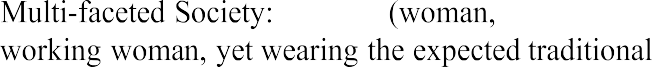 Multi-faceted Society: (woman,
working woman, yet wearing the expected traditional